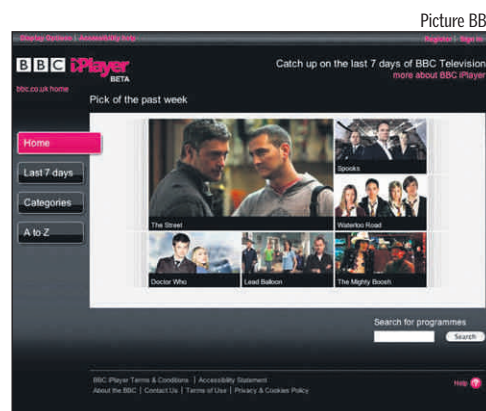 Picture BB
Display Options | Accessibility help
Register | Sign in
BBC iPlayer
BETA
Catch up on the last 7 days of BBC Television
more about BBC iPlayer
bbc.co.uk home
Pick of the past week
Home
Last 7 days
Categories
A to Z
The Street
Spooks
Waterloo Road
Doctor Who
Lead Balloon
The Mighty Boosh
Search for programmes
Search
BBC iPlayer Terms & Conditions | Accessibility Statement
About the BBC | Contact Us | Terms of Use | Privacy & Cookies Policy
Help ?